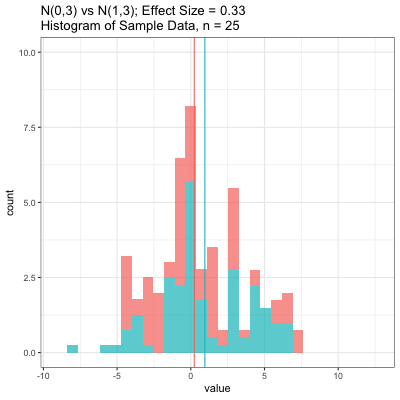 N(0,3) vs N(1,3); Effect Size = 0.33
Histogram of Sample Data, n = 25
10.0
7.5
5.0
2.5
0.0
count
-10
-5
0
5
10
value